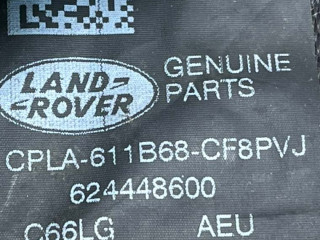 LAND-
ROVER
GENUINE
PARTS
CPLA-611B68-CF8PVJ
624448600
C66LG AEU